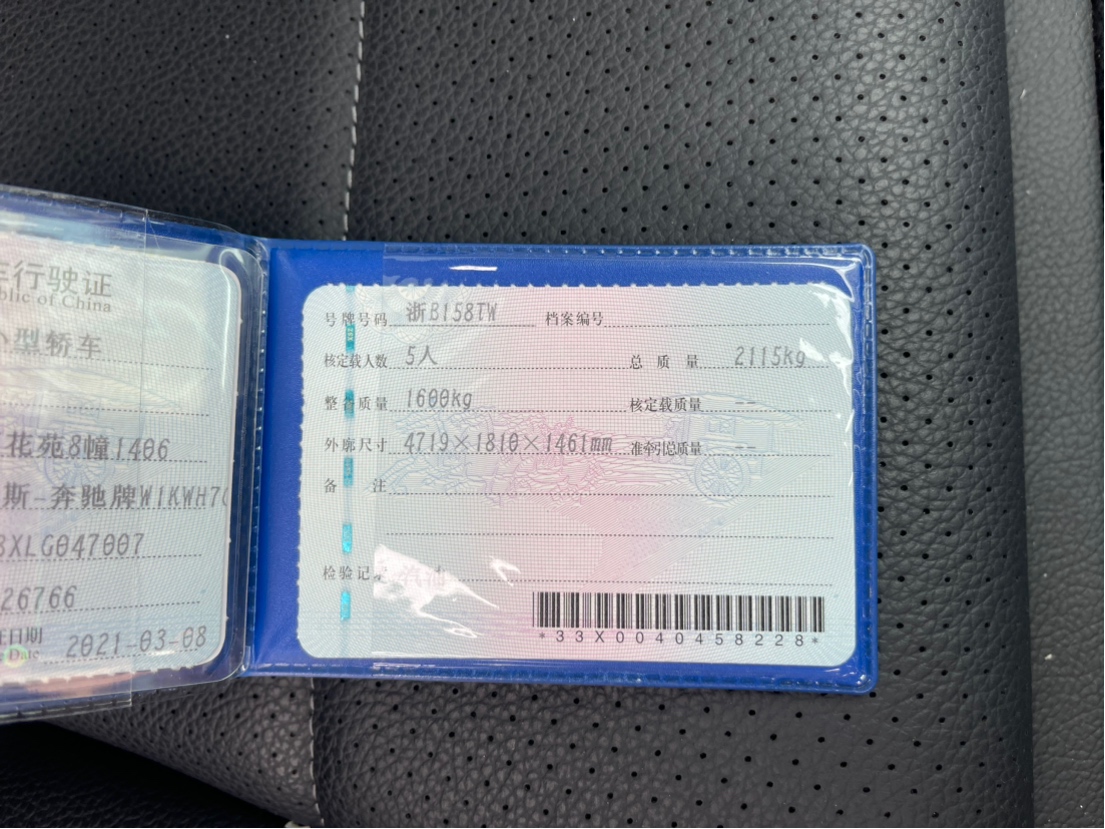 行驶证
blic of China
小型轿车
花苑8幢1406
斯-奔驰牌W1KWH7
XLG047007
26766
日期 2021-03-08
Date
号牌号码 浙B158TW 档案编号
核定载人数 5人 总质量 2115kg
整备质量 1600kg 核定载质量 --
外廓尺寸 4719×1810×1461mm 准牵引总质量 --
备注
检验记录 汽油
*33X0040458228*